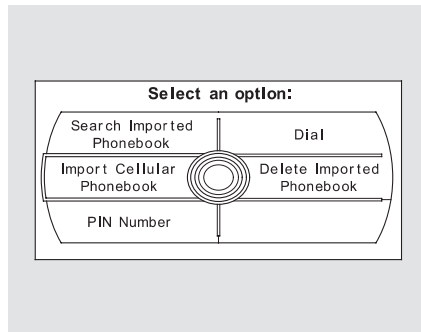 Select an option:
Search Imported
Phonebook
Dial
Import Cellular
Phonebook
Delete Imported
Phonebook
PIN Number